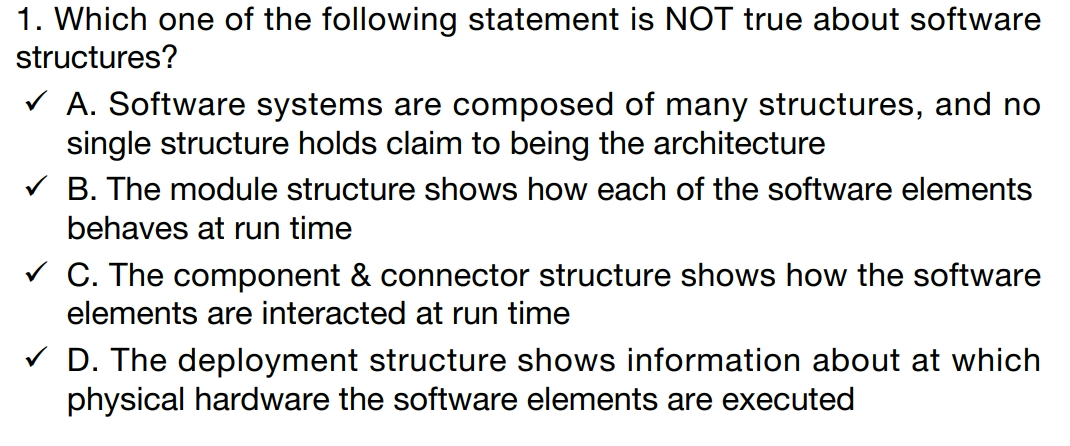 1. Which one of the following statement is NOT true about software
structures?
✓ A. Software systems are composed of many structures, and no
single structure holds claim to being the architecture
✓ B. The module structure shows how each of the software elements
behaves at run time
✓ C. The component & connector structure shows how the software
elements are interacted at run time
✓ D. The deployment structure shows information about at which
physical hardware the software elements are executed